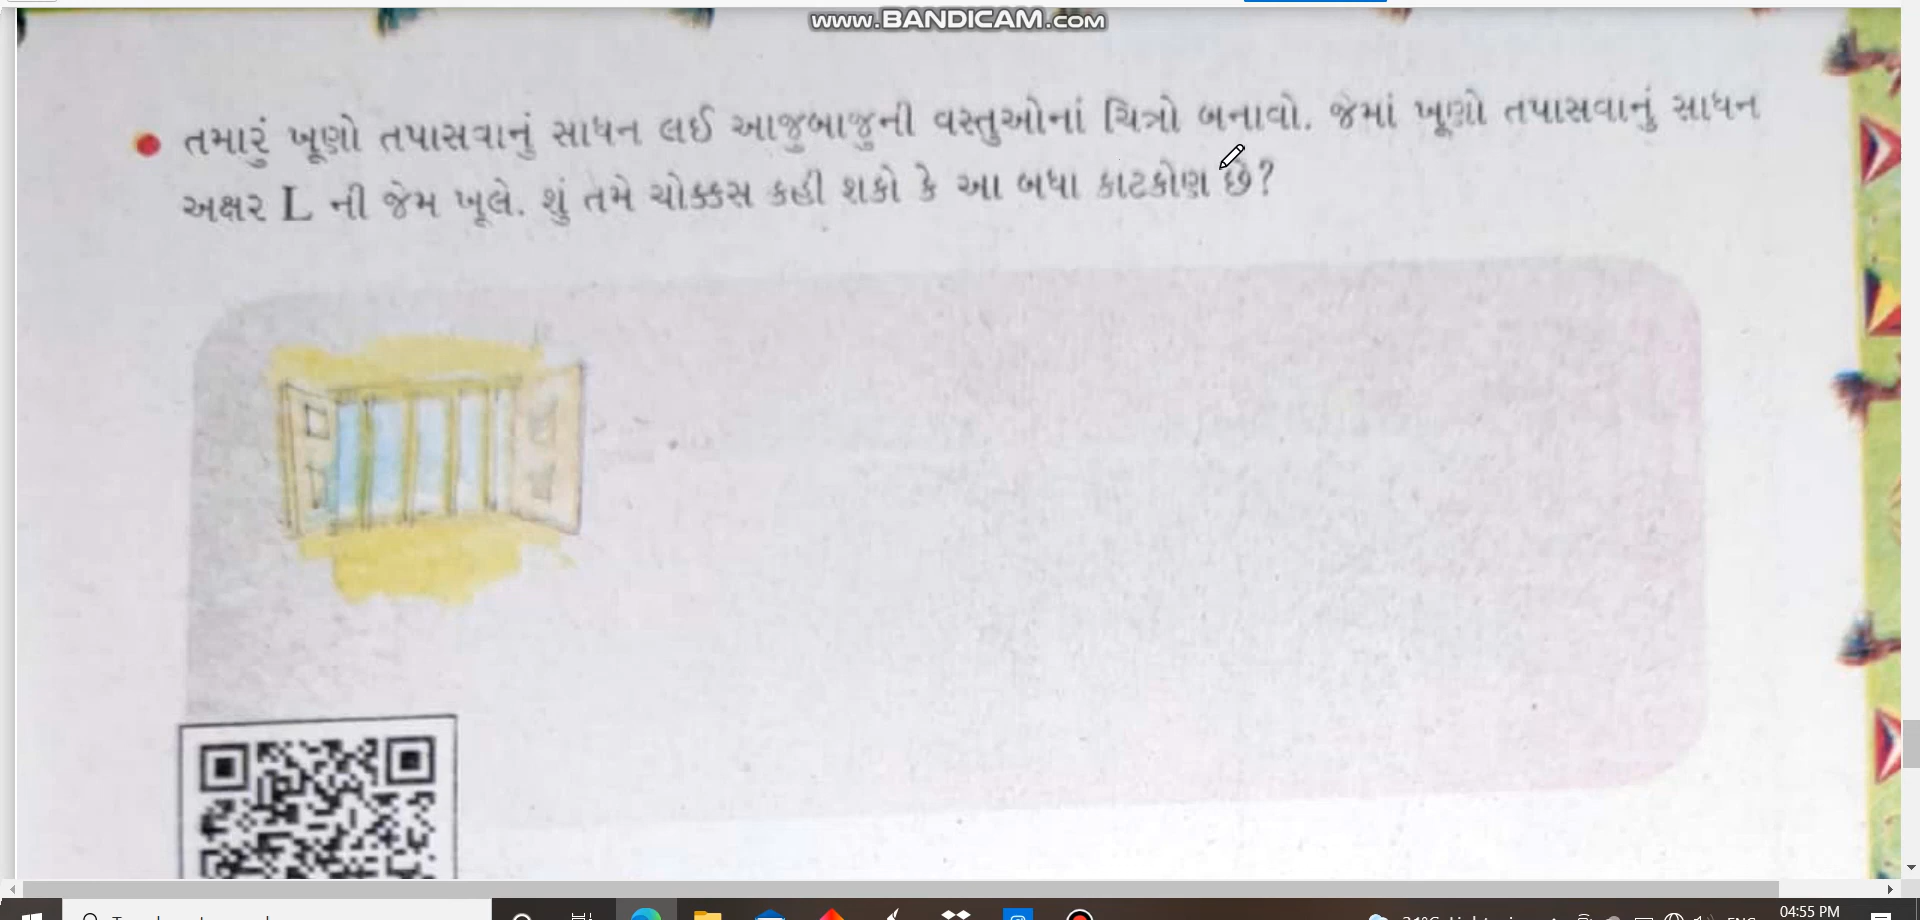 www.BANDICAM.com
તમારું ખૂણો તપાસવાનું સાધન લઈ આજુબાજુની વસ્તુઓનાં ચિત્રો બનાવો. જેમાં ખૂણો તપાસવાનું સાધન
અક્ષર L ની જેમ ખૂલે. શું તમે ચોક્કસ કહી શકો કે આ બધા કાટકોણ છે?
04:55 PM